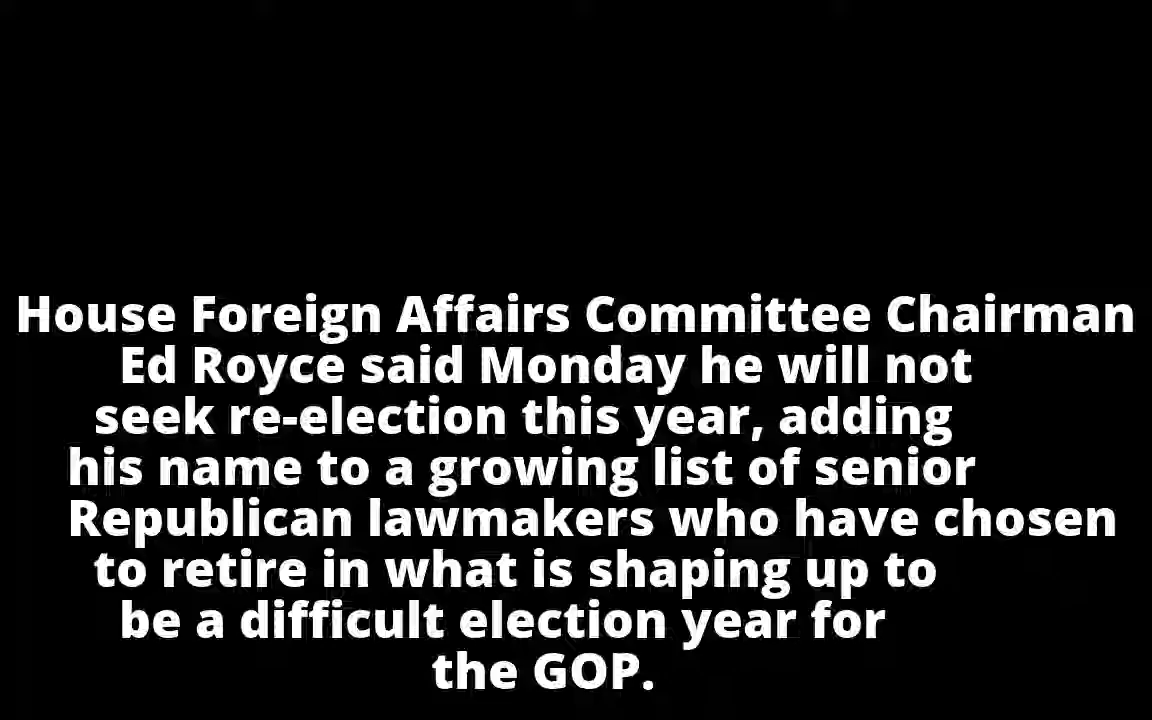 House Foreign Affairs Committee Chairman
Ed Royce said Monday he will not
seek re-election this year, adding
his name to a growing list of senior
Republican lawmakers who have chosen
to retire in what is shaping up to
be a difficult election year for
the GOP.